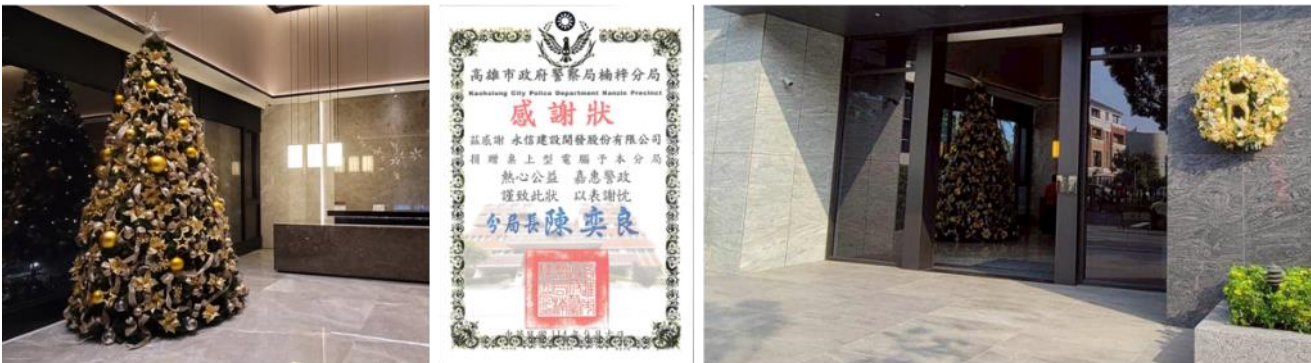 高雄市政府警察局楠梓分局
Kaohsiung City Police Department Nanzin Precinct
感謝狀
茲感謝 永信建設開發股份有限公司
捐贈桌上型電腦予本分局
熱心公益 嘉惠警政
謹致此狀 以表謝忱
分局長陳奕良